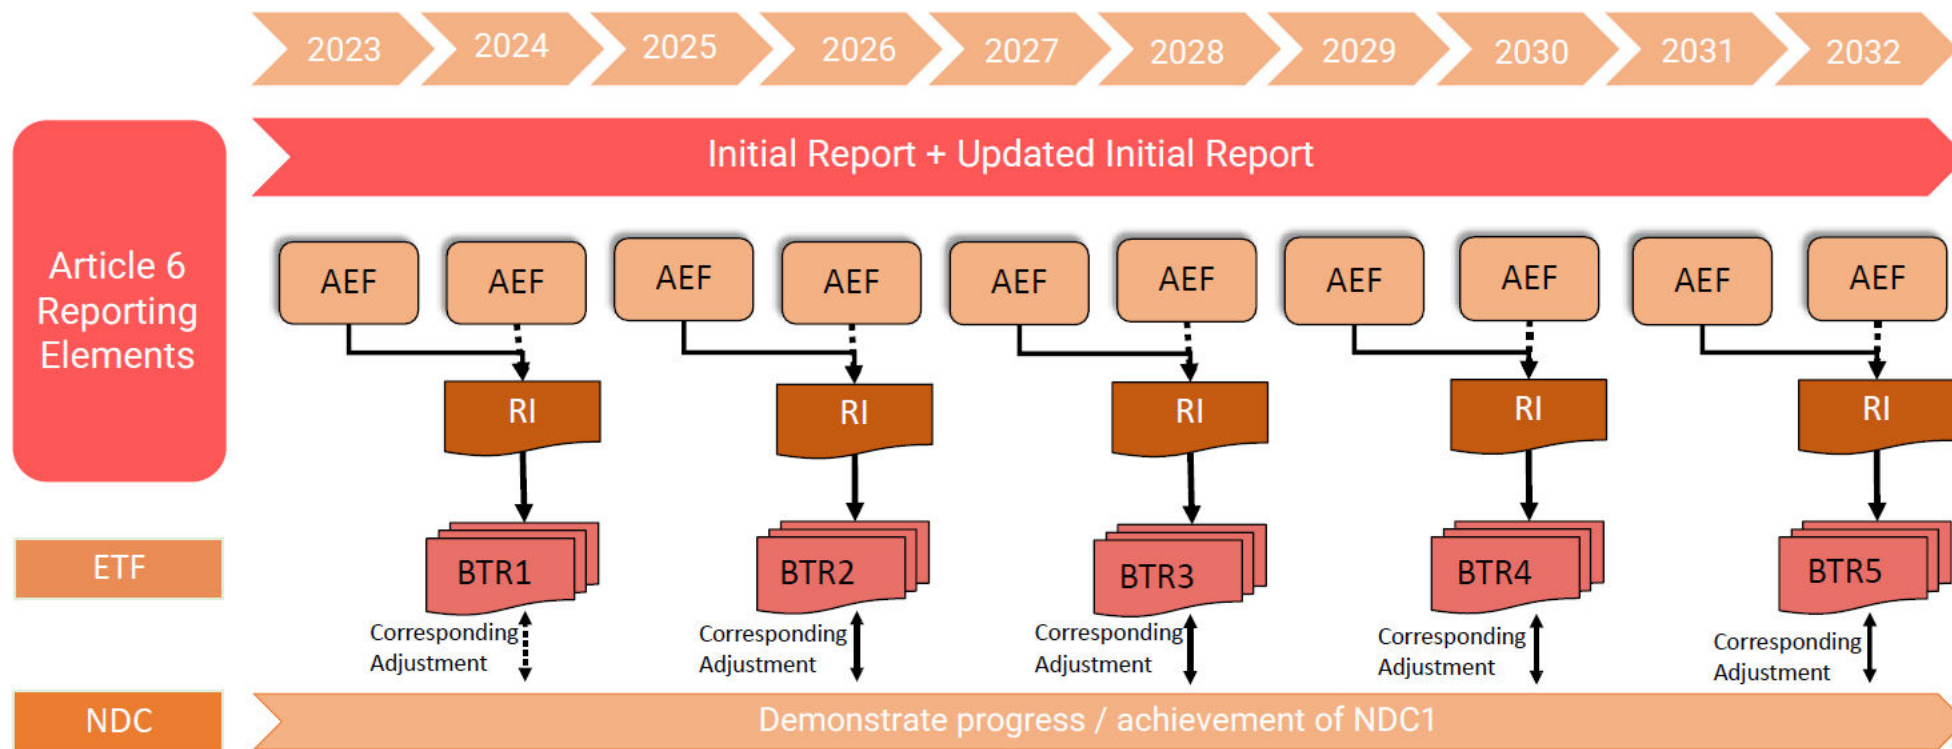 2023 2024 2025 2026 2027 2028 2029 2030 2031 2032
Initial Report + Updated Initial Report
Article 6
Reporting
Elements
AEF AEF AEF AEF AEF AEF AEF AEF AEF AEF
RI RI RI RI RI
ETF
BTR1 BTR2 BTR3 BTR4 BTR5
Corresponding
Adjustment
Corresponding
Adjustment
Corresponding
Adjustment
Corresponding
Adjustment
Corresponding
Adjustment
NDC
Demonstrate progress / achievement of NDC1